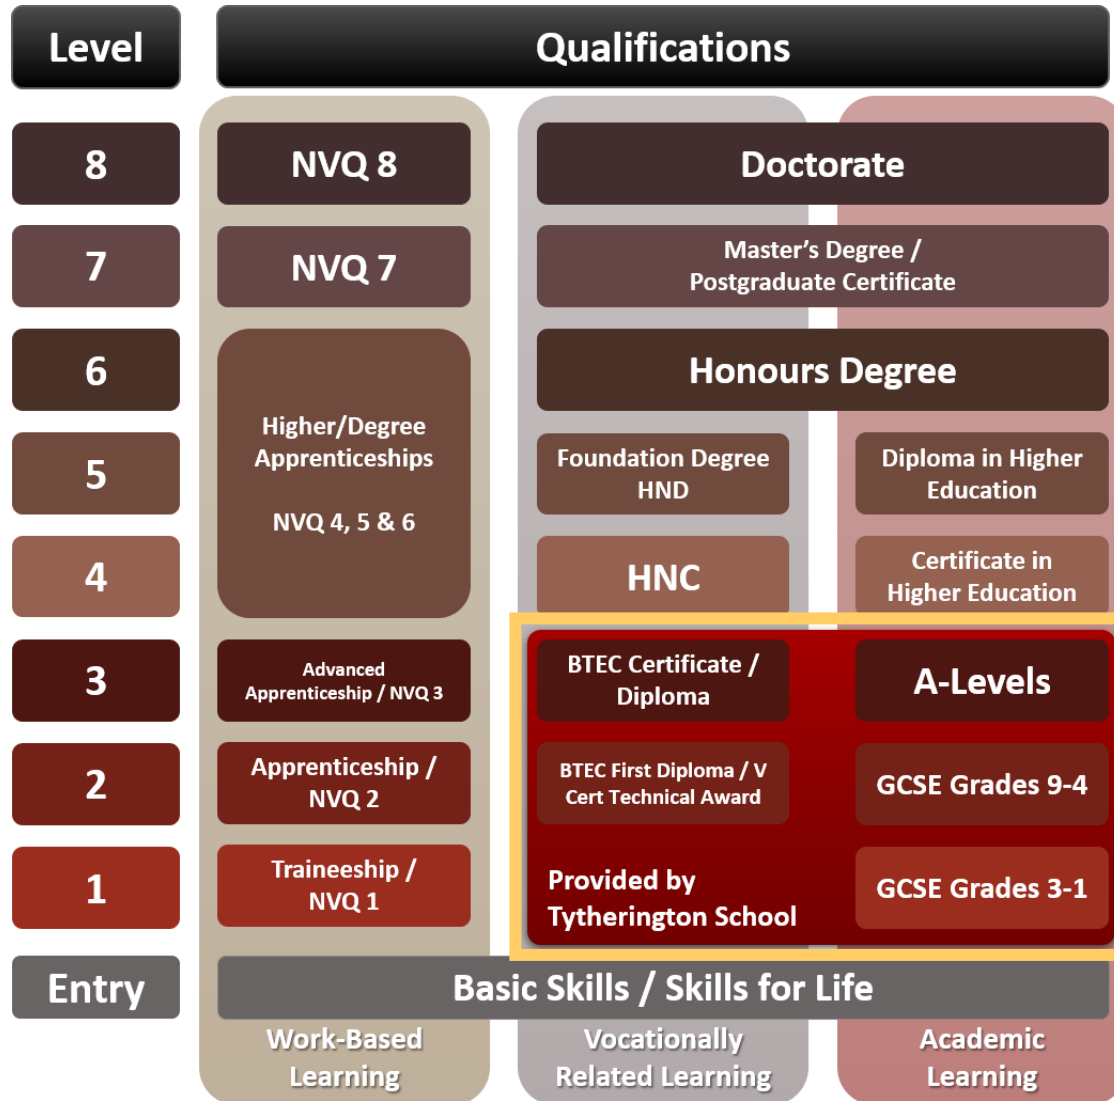 Level
Qualifications
8
NVQ 8
Doctorate
7
NVQ 7
Master’s Degree /
Postgraduate Certificate
6
Honours Degree
Higher/Degree
Apprenticeships
NVQ 4, 5 & 6
5
Foundation Degree
HND
Diploma in Higher
Education
4
HNC
Certificate in
Higher Education
3
Advanced
Apprenticeship / NVQ 3
BTEC Certificate /
Diploma
A-Levels
2
Apprenticeship /
NVQ 2
BTEC First Diploma / V
Cert Technical Award
GCSE Grades 9-4
1
Traineeship /
NVQ 1
Provided by
Tytherington School
GCSE Grades 3-1
Entry
Basic Skills / Skills for Life
Work-Based
Learning
Vocationally
Related Learning
Academic
Learning